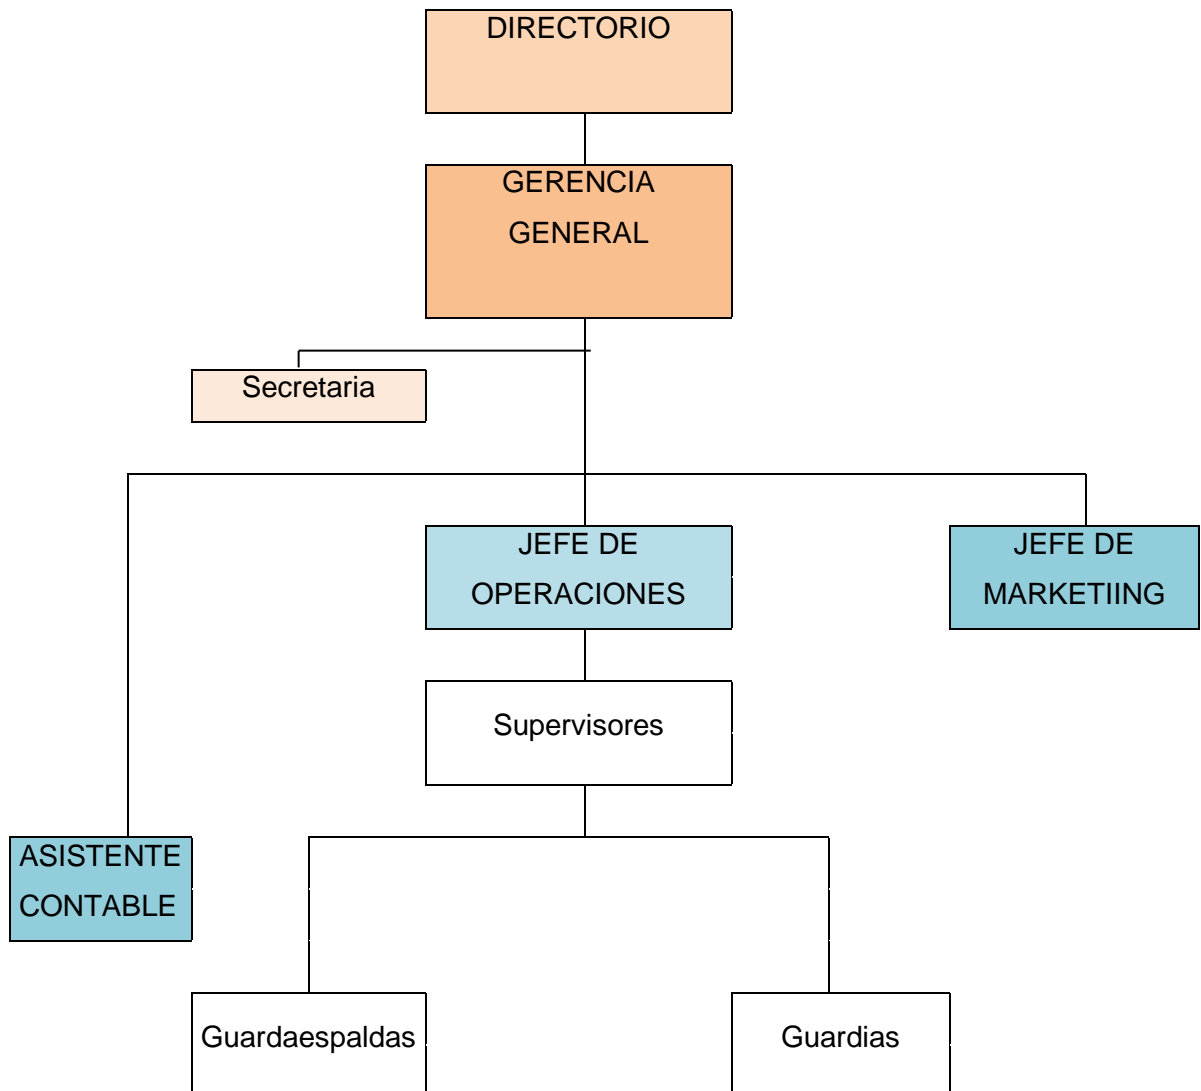 DIRECTORIO
GERENCIA
GENERAL
Secretaria
JEFE DE
OPERACIONES
JEFE DE
MARKETIING
Supervisores
ASISTENTE
CONTABLE
Guardaespaldas
Guardias